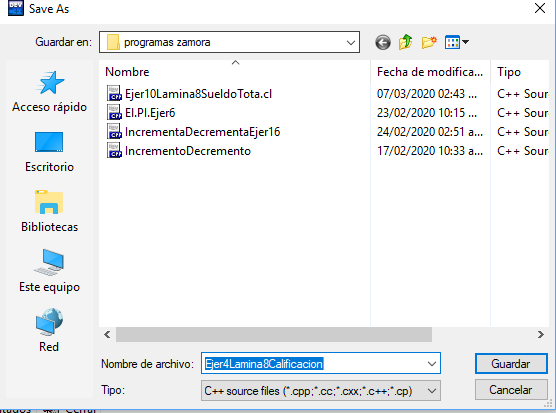 DEV
Save As
Guardar en: programas zamora
Nombre Fecha de modifica... Tipo
Ejer10Lamina8SueldoTota.cl 07/03/2020 02:43 ... C++ Sour
El.Pl.Ejer6 23/02/2020 10:15 ... C++ Sour
IncrementaDecrementaEjer16 24/02/2020 02:51 a... C++ Sour
IncrementoDecremento 17/02/2020 10:33 a... C++ Sour
Acceso rápido
Escritorio
Bibliotecas
Este equipo
Red
Nombre de archivo: Ejer4Lamina8Calificacion Guardar
Tipo: C++ source files (*.cpp;*.cc;*.cxx;*.c++;*.cp) Cancelar